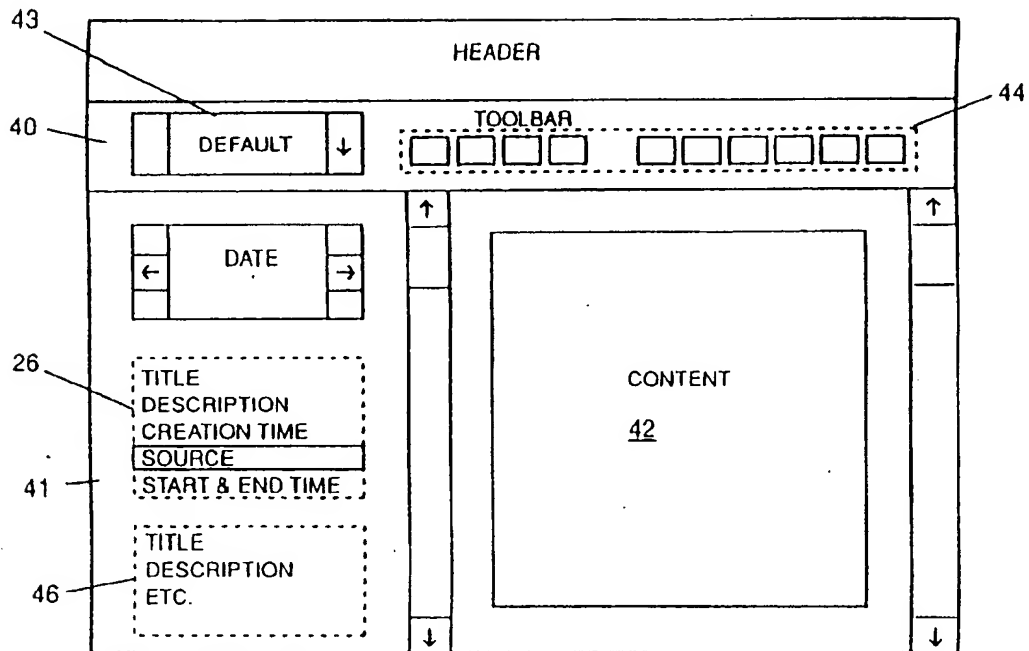 43
HEADER
44
40
DEFAULT ↓
TOOLBAR
↑
↑
← DATE →
26
TITLE
DESCRIPTION
CREATION TIME
SOURCE
START & END TIME
41
CONTENT
42
46
TITLE
DESCRIPTION
ETC.
↓
↓